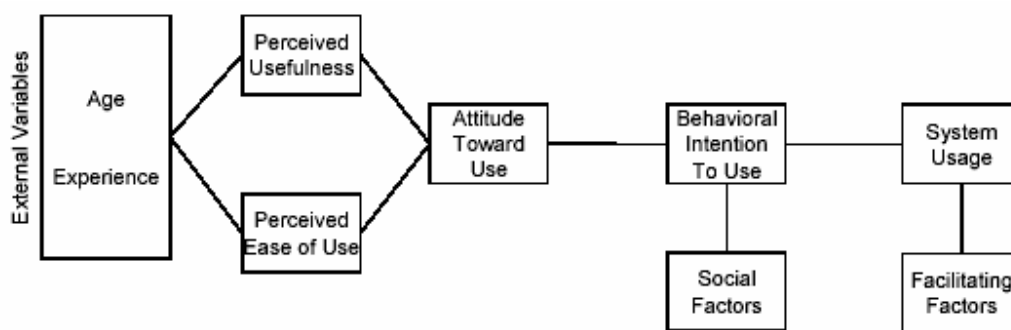 External Variables
Age
Experience
Perceived
Usefulness
Perceived
Ease of Use
Attitude
Toward
Use
Behavioral
Intention
To Use
Social
Factors
System
Usage
Facilitating
Factors